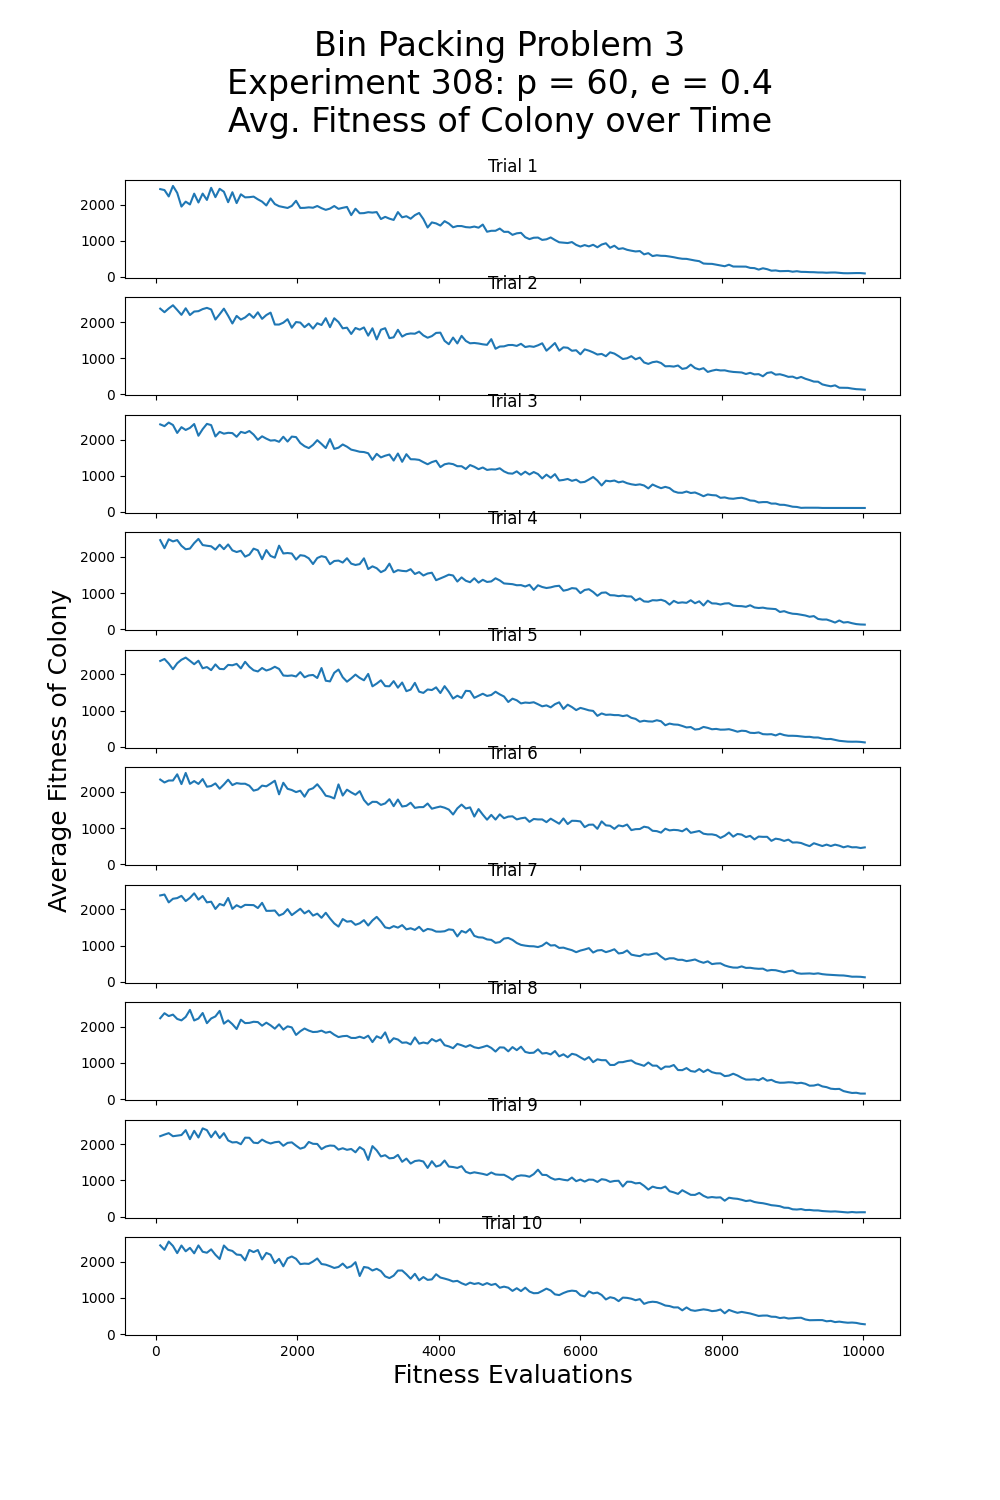 Bin Packing Problem 3
Experiment 308: p = 60, e = 0.4
Avg. Fitness of Colony over Time
Average Fitness of Colony
Trial 1
2000
1000
0
Trial 2
2000
1000
0
Trial 3
2000
1000
0
Trial 4
2000
1000
0
Trial 5
2000
1000
0
Trial 6
2000
1000
0
Trial 7
2000
1000
0
Trial 8
2000
1000
0
Trial 9
2000
1000
0
Trial 10
2000
1000
0
0 2000 4000 6000 8000 10000
Fitness Evaluations